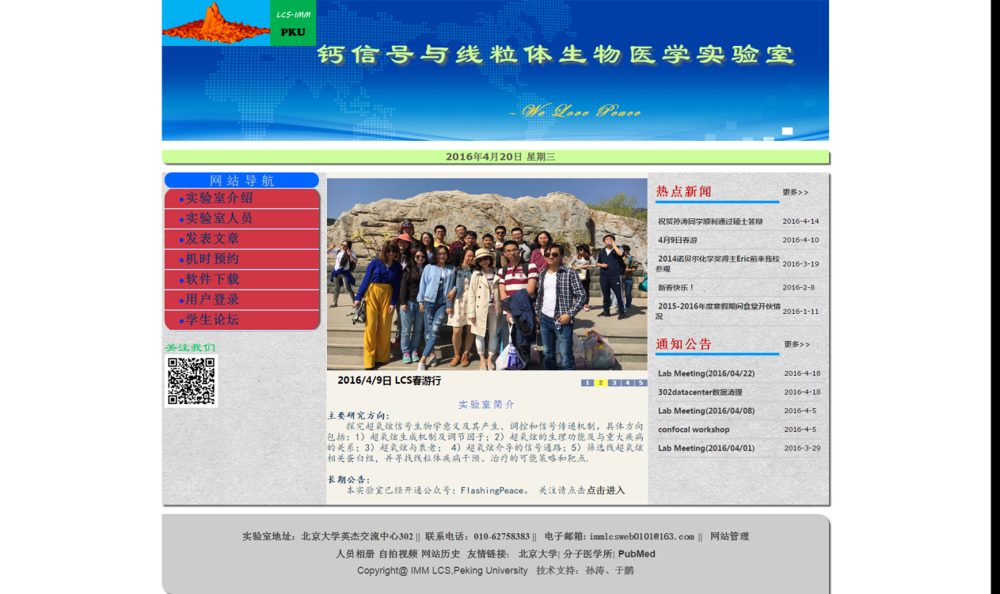 LCS-IMM
PKU
钙信号与线粒体生物医学实验室
~We Love Peace
2016年4月20日 星期三
网站导航
•实验室介绍
•实验室人员
•发表文章
•机时预约
•软件下载
•用户登录
•学生论坛
关注我们
2016/4/9日 LCS春游行
1 2 3 4 5
实验室简介
主要研究方向：
探究超氧炫信号生物学意义及其产生、调控和信号传递机制。具体方向
包括：1）超氧炫生成机制及调节因子；2）超氧炫的生理功能及与重大疾病
的关系；3）超氧炫与衰老； 4）超氧炫介导的信号通路；5）筛选线超氧炫
相关蛋白组，并寻找线粒体疾病干预、治疗的可能策略和靶点.
长期公告：
本实验室已经开通公众号：FlashingPeace。 关注请点击点击进入
热点新闻 更多>>
祝贺孙涛同学顺利通过硕士答辩 2016-4-14
4月9日春游 2016-4-10
2014诺贝尔化学奖得主Eric前来我校
参观 2016-3-19
新春快乐！ 2016-2-8
2015-2016年度寒假期间食堂开伙情
况 2016-1-11
通知公告 更多>>
Lab Meeting(2016/04/22) 2016-4-18
302datacenter数据清理 2016-4-18
Lab Meeting(2016/04/08) 2016-4-5
confocal workshop 2016-4-5
Lab Meeting(2016/04/01) 2016-3-29
实验室地址：北京大学英杰交流中心302 || 联系电话：010-62758383 || 电子邮箱: immlcsweb0101@163.com || 网站管理
人员相册 自拍视频 网站历史 友情链接： 北京大学| 分子医学所| PubMed
Copyright@ IMM LCS,Peking University 技术支持：孙涛、于鹏